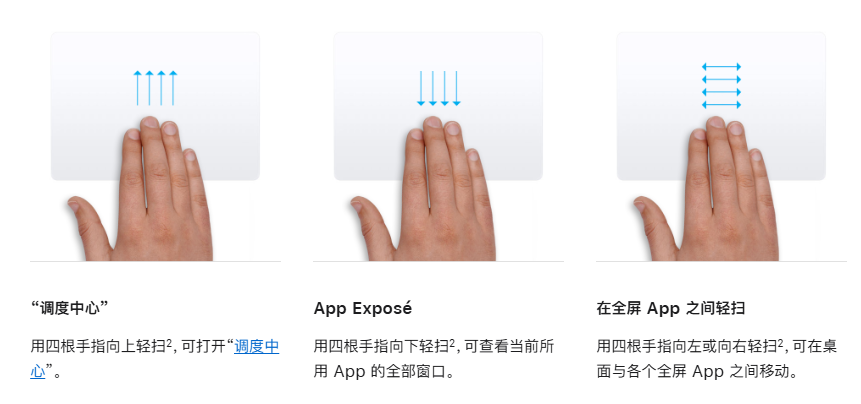 “调度中心”
用四根手指向上轻扫2，可打开“调度中
心”。
App Exposé
用四根手指向下轻扫2，可查看当前所
用 App 的全部窗口。
在全屏 App 之间轻扫
用四根手指向左或向右轻扫2，可在桌
面与各个全屏 App 之间移动。